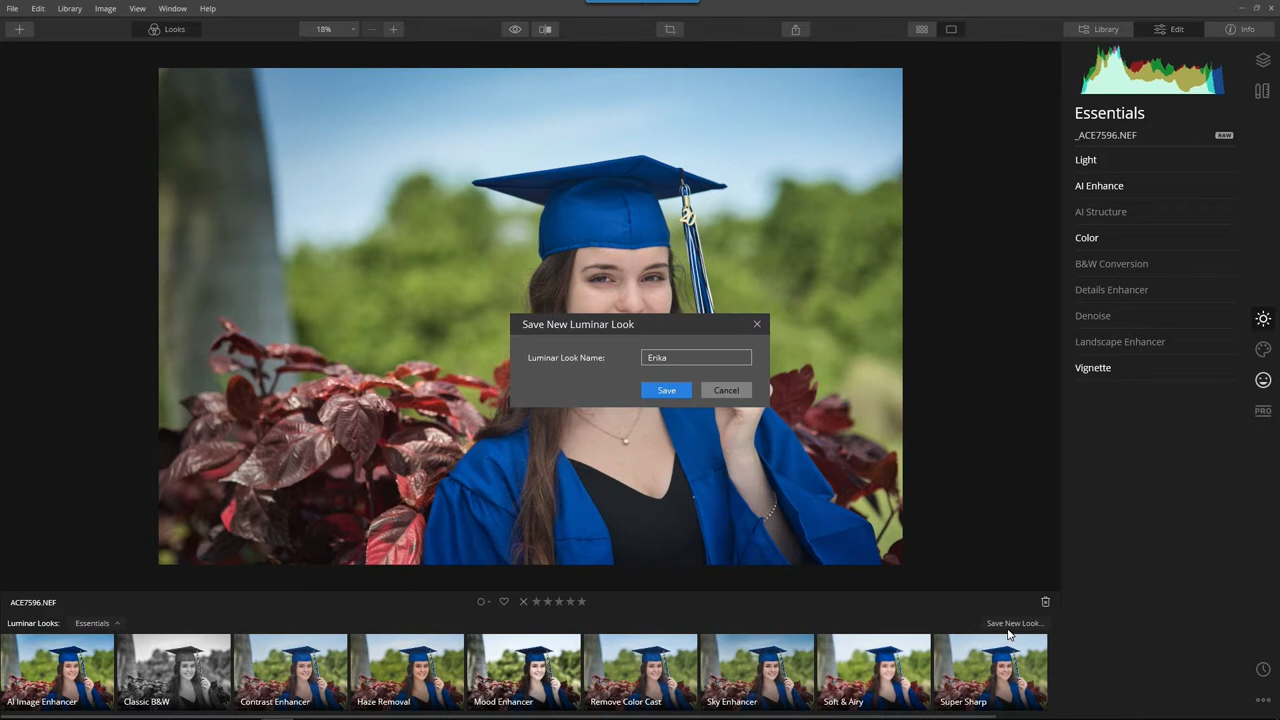 File Edit Library Image View Window Help
Looks 18% Library Edit Info
Essentials
_ACE7596.NEF RAW
Light
AI Enhance
AI Structure
Color
B&W Conversion
Details Enhancer
Denoise
Landscape Enhancer
Vignette
PRO
Save New Luminar Look
Luminar Look Name: Erika
Save Cancel
ACE7596.NEF
Luminar Looks: Essentials Save New Look...
AI Image Enhancer Classic B&W Contrast Enhancer Haze Removal Mood Enhancer Remove Color Cast Sky Enhancer Soft & Airy Super Sharp